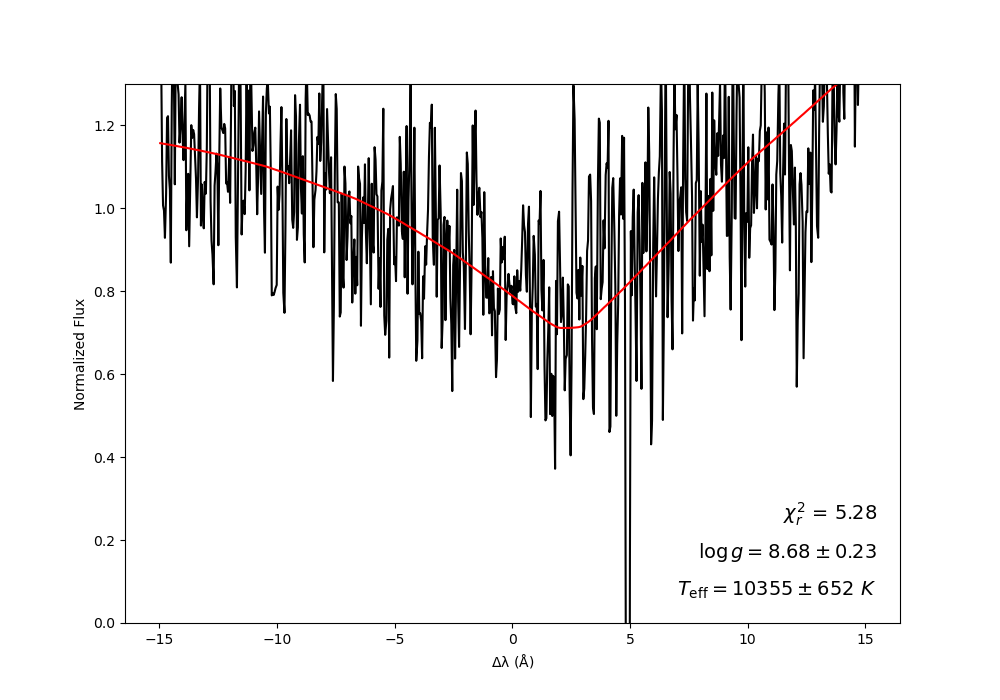 1.2
1.0
0.8
0.6
0.4
0.2
0.0
Normalized Flux
χ²ᵣ = 5.28
log g = 8.68 ± 0.23
T_eff = 10355 ± 652 K
−15 −10 −5 0 5 10 15
Δλ (Å)